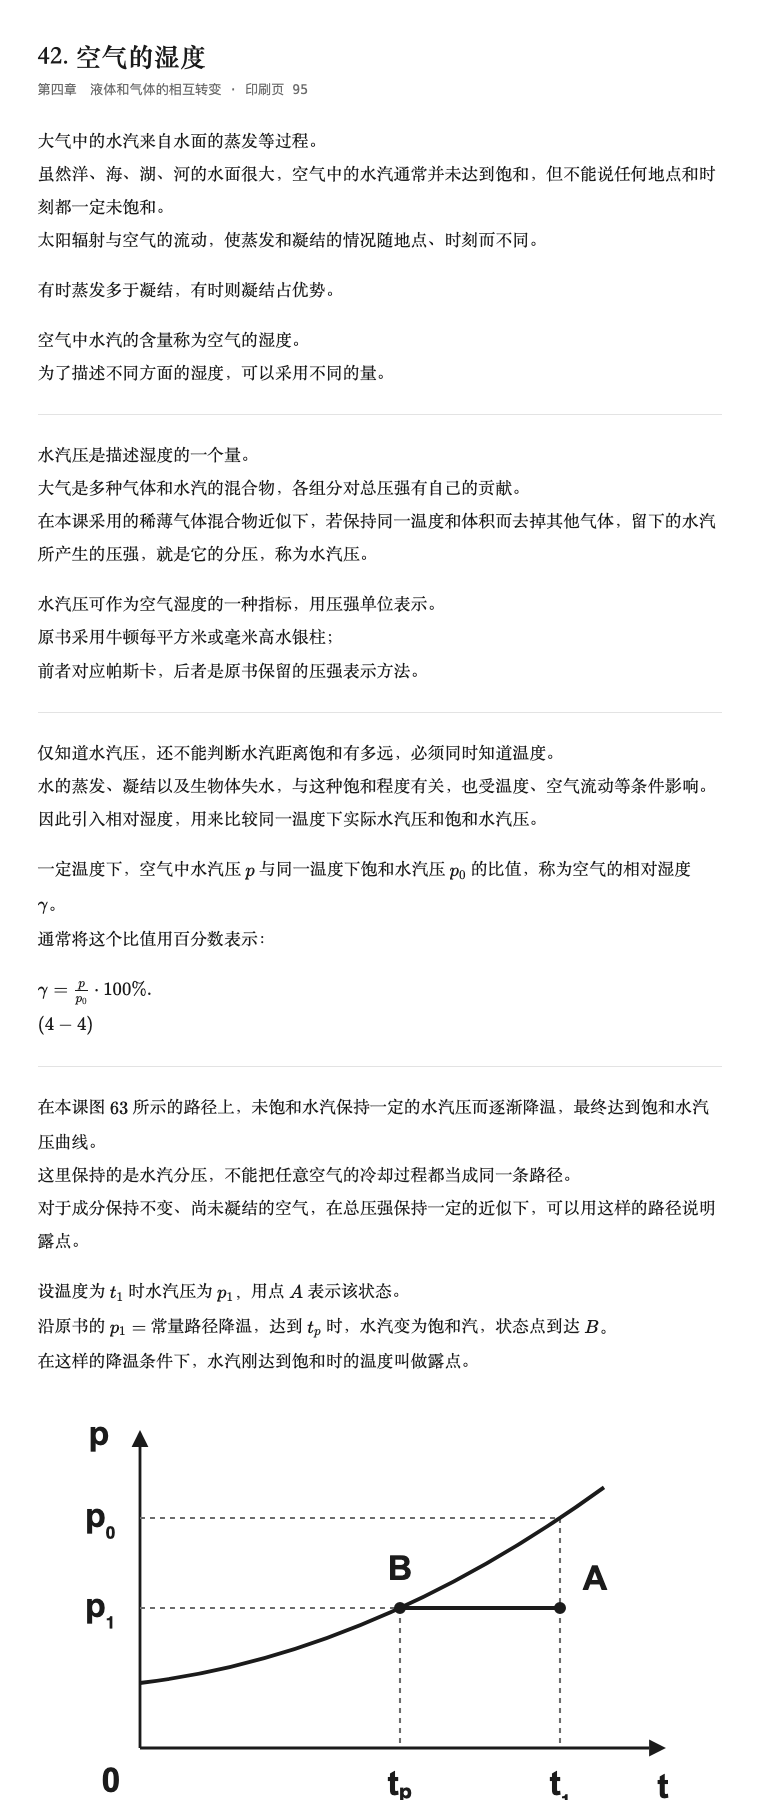 42. 空气的湿度
第四章　液体和气体的相互转变 · 印刷页 95
大气中的水汽来自水面的蒸发等过程。
虽然洋、海、湖、河的水面很大，空气中的水汽通常并未达到饱和，但不能说任何地点和时
刻都一定未饱和。
太阳辐射与空气的流动，使蒸发和凝结的情况随地点、时刻而不同。
有时蒸发多于凝结，有时则凝结占优势。
空气中水汽的含量称为空气的湿度。
为了描述不同方面的湿度，可以采用不同的量。
水汽压是描述湿度的一个量。
大气是多种气体和水汽的混合物，各组分对总压强有自己的贡献。
在本课采用的稀薄气体混合物近似下，若保持同一温度和体积而去掉其他气体，留下的水汽
所产生的压强，就是它的分压，称为水汽压。
水汽压可作为空气湿度的一种指标，用压强单位表示。
原书采用牛顿每平方米或毫米高水银柱；
前者对应帕斯卡，后者是原书保留的压强表示方法。
仅知道水汽压，还不能判断水汽距离饱和有多远，必须同时知道温度。
水的蒸发、凝结以及生物体失水，与这种饱和程度有关，也受温度、空气流动等条件影响。
因此引入相对湿度，用来比较同一温度下实际水汽压和饱和水汽压。
一定温度下，空气中水汽压 p 与同一温度下饱和水汽压 p₀ 的比值，称为空气的相对湿度
γ。
通常将这个比值用百分数表示：
γ = p/p₀ · 100%.
(4 − 4)
在本课图 63 所示的路径上，未饱和水汽保持一定的水汽压而逐渐降温，最终达到饱和水汽
压曲线。
这里保持的是水汽分压，不能把任意空气的冷却过程都当成同一条路径。
对于成分保持不变、尚未凝结的空气，在总压强保持一定的近似下，可以用这样的路径说明
露点。
设温度为 t₁ 时水汽压为 p₁，用点 A 表示该状态。
沿原书的 p₁ = 常量路径降温，达到 tₚ 时，水汽变为饱和汽，状态点到达 B。
在这样的降温条件下，水汽刚达到饱和时的温度叫做露点。
p
p₀
B
A
p₁
0
tₚ
t₁
t